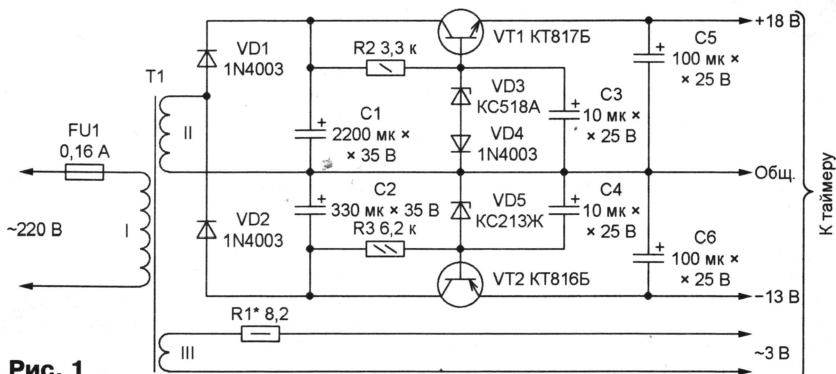 VT1 КТ817Б
+18 В
VD1
1N4003
R2 3,3 к
C5
100 мк ×
× 25 В
T1
VD3
КС518А
C3
10 мк ×
× 25 В
FU1
0,16 А
II
C1
2200 мк ×
× 35 В
VD4
1N4003
Общ.
~220 В
I
VD2
1N4003
C2
330 мк × 35 В
R3 6,2 к
VD5
КС213Ж
C4
10 мк ×
× 25 В
C6
100 мк ×
× 25 В
VT2 КТ816Б
−13 В
R1* 8,2
III
~3 В
К таймеру
Рис. 1